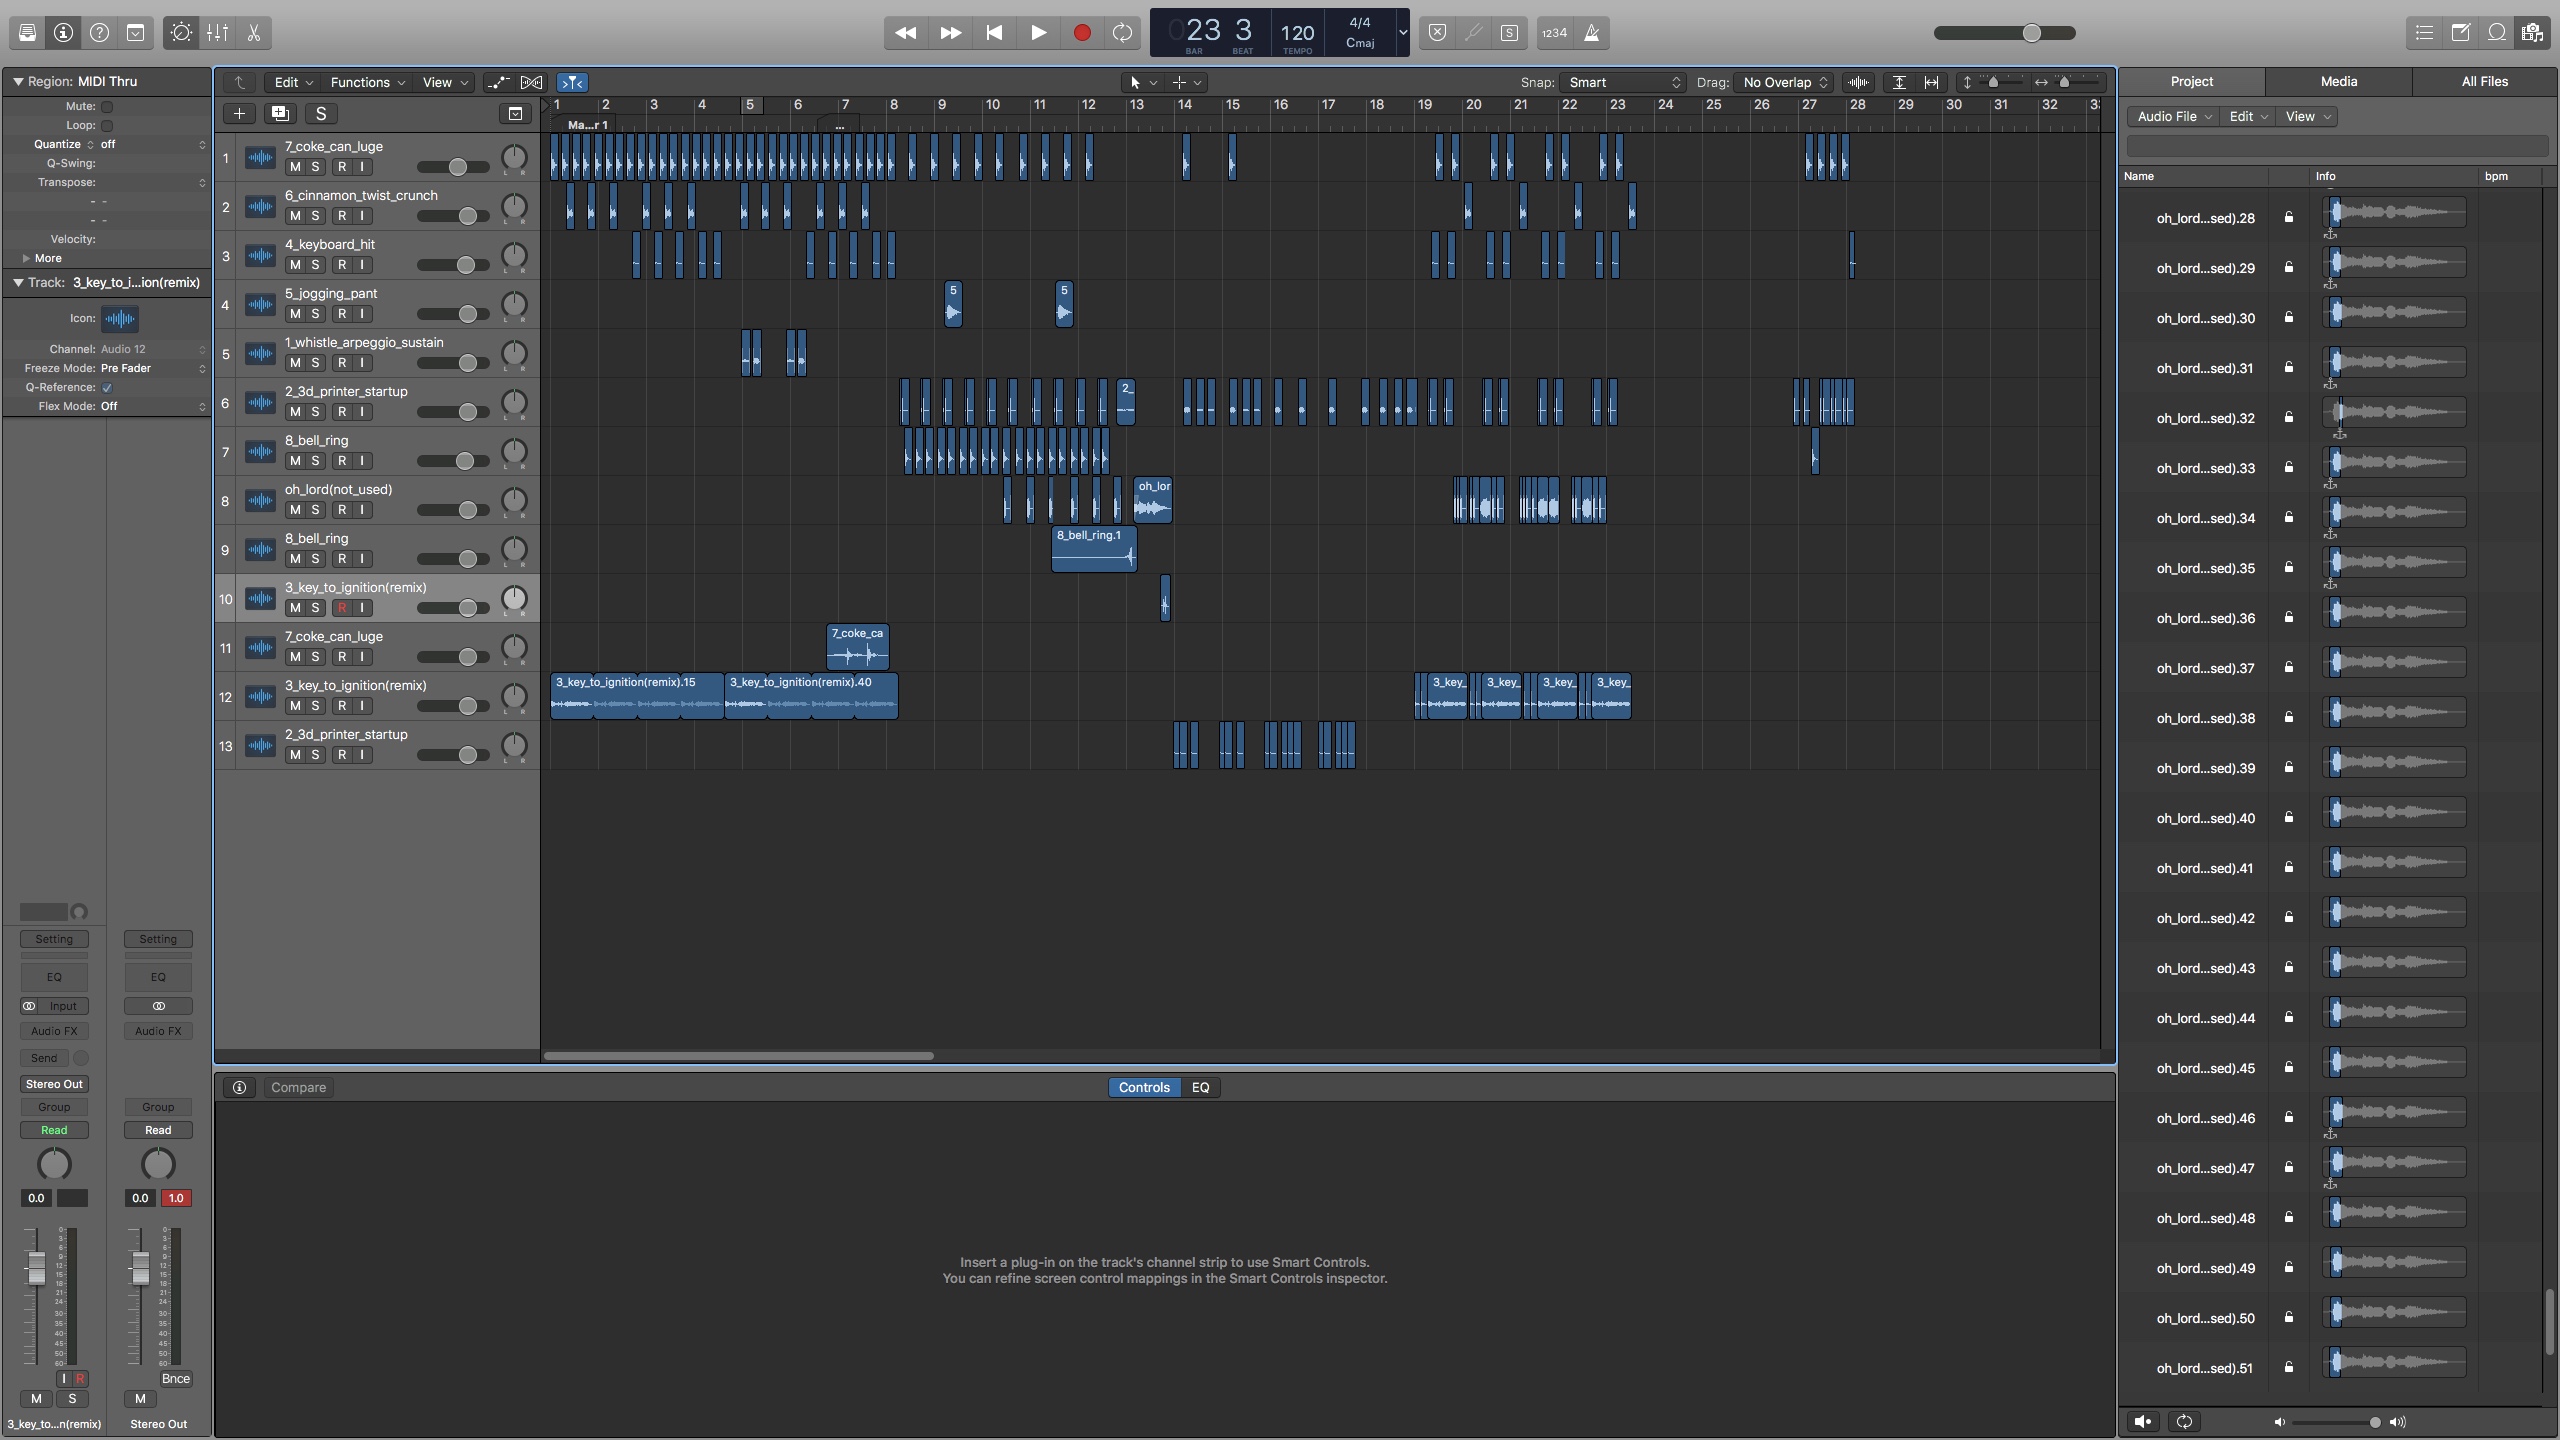 1234
23 3
BAR BEAT
120
TEMPO
4/4
Cmaj
S
Region: MIDI Thru
Mute:
Loop:
Quantize off
Q-Swing:
Transpose:
- -
- -
Velocity:
More
Track: 3_key_to_i...ion(remix)
Icon:
Channel: Audio 12
Freeze Mode: Pre Fader
Q-Reference:
Flex Mode: Off
Setting Setting
EQ EQ
Input
Audio FX Audio FX
Send
Stereo Out
Group Group
Read Read
0.0 0.0 1.0
I R Bnce
M S M
3_key_to...n(remix) Stereo Out
Edit Functions View Snap: Smart Drag: No Overlap
S
1 2 3 4 5 6 7 8 9 10 11 12 13 14 15 16 17 18 19 20 21 22 23 24 25 26 27 28 29 30 31 32
Ma...r 1 ...
1 7_coke_can_luge
M S R I
2 6_cinnamon_twist_crunch
M S R I
3 4_keyboard_hit
M S R I
4 5_jogging_pant
M S R I
5 5
5 1_whistle_arpeggio_sustain
M S R I
6 2_3d_printer_startup
M S R I
2_
7 8_bell_ring
M S R I
8 oh_lord(not_used)
M S R I
oh_lor
9 8_bell_ring
M S R I
8_bell_ring.1
10 3_key_to_ignition(remix)
M S R I
11 7_coke_can_luge
M S R I
7_coke_ca
12 3_key_to_ignition(remix)
M S R I
3_key_to_ignition(remix).15 3_key_to_ignition(remix).40 3_key_ 3_key_ 3_key_ 3_key_
13 2_3d_printer_startup
M S R I
Compare Controls EQ
Insert a plug-in on the track's channel strip to use Smart Controls.
You can refine screen control mappings in the Smart Controls inspector.
Project Media All Files
Audio File Edit View
Name Info bpm
oh_lord...sed).28
oh_lord...sed).29
oh_lord...sed).30
oh_lord...sed).31
oh_lord...sed).32
oh_lord...sed).33
oh_lord...sed).34
oh_lord...sed).35
oh_lord...sed).36
oh_lord...sed).37
oh_lord...sed).38
oh_lord...sed).39
oh_lord...sed).40
oh_lord...sed).41
oh_lord...sed).42
oh_lord...sed).43
oh_lord...sed).44
oh_lord...sed).45
oh_lord...sed).46
oh_lord...sed).47
oh_lord...sed).48
oh_lord...sed).49
oh_lord...sed).50
oh_lord...sed).51